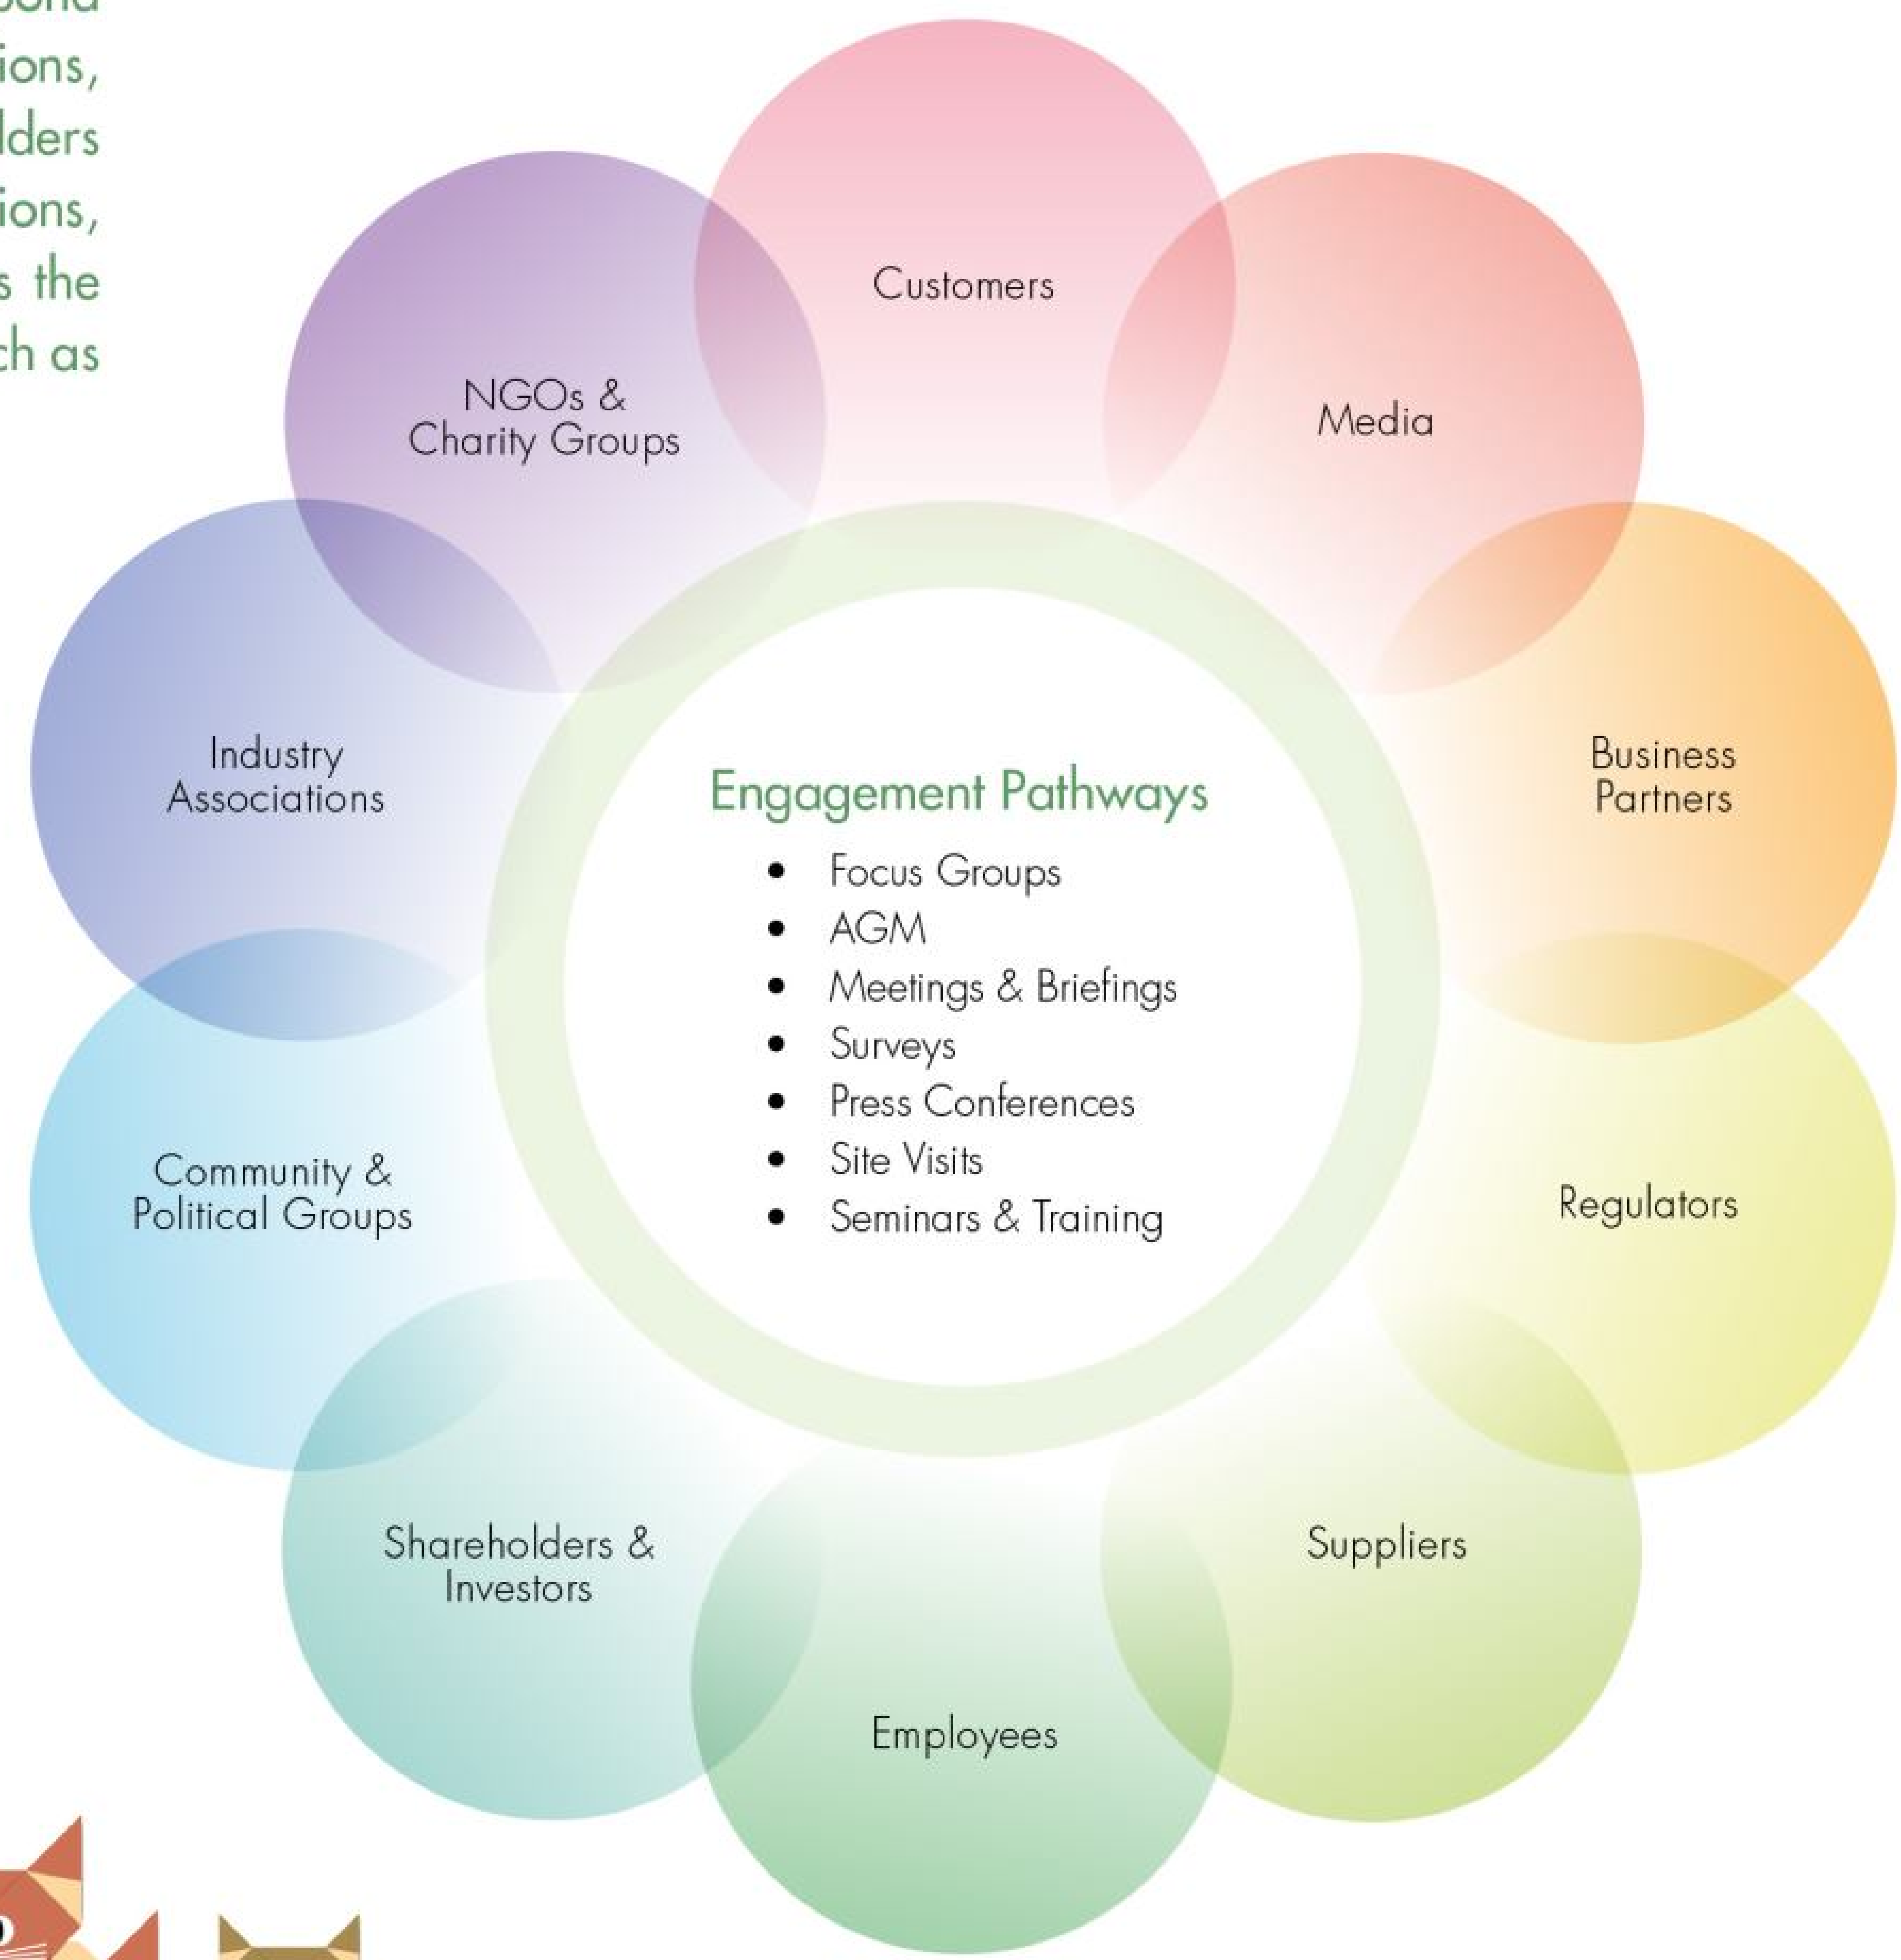 ions,
lders
ions,
s the
ch as
Customers
NGOs &
Charity Groups
Media
Industry
Associations
Business
Partners
Engagement Pathways
• Focus Groups
• AGM
• Meetings & Briefings
• Surveys
• Press Conferences
• Site Visits
• Seminars & Training
Community &
Political Groups
Regulators
Shareholders &
Investors
Suppliers
Employees